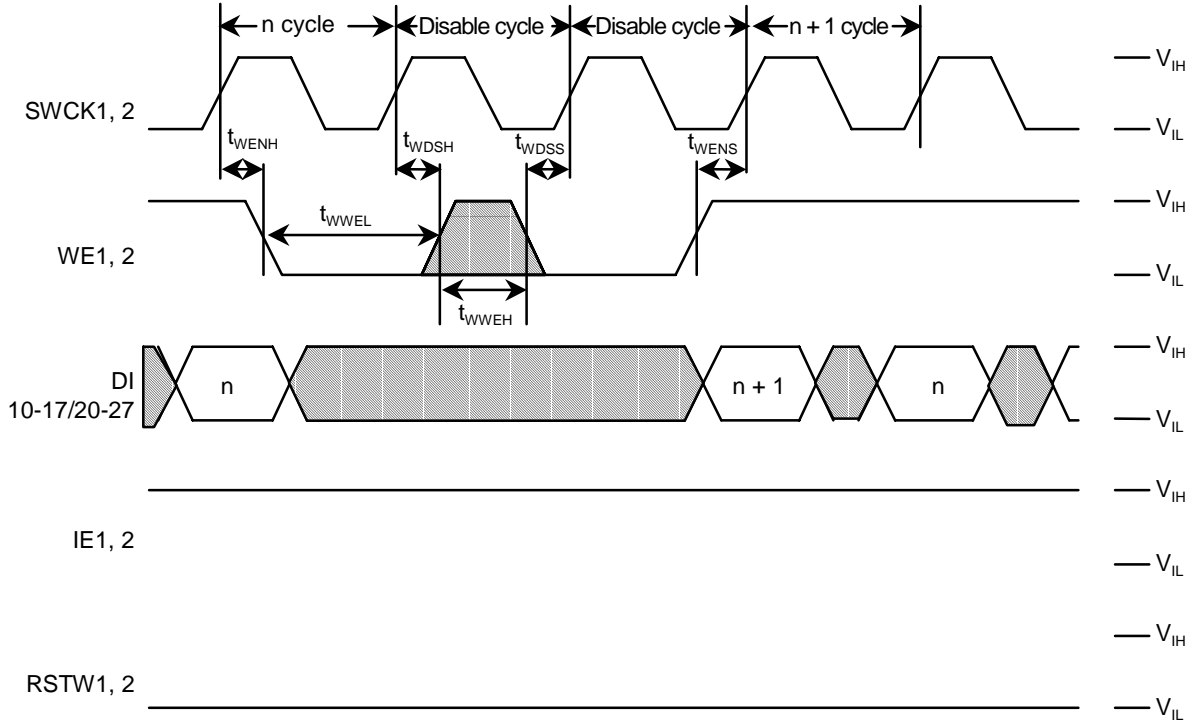 n cycle
Disable cycle
Disable cycle
n + 1 cycle
SWCK1, 2
V_IH
V_IL
t_WENH
t_WDSH
t_WDSS
t_WENS
WE1, 2
V_IH
V_IL
t_WWEL
t_WWEH
DI
10-17/20-27
n
n + 1
n
V_IH
V_IL
IE1, 2
V_IH
V_IL
RSTW1, 2
V_IH
V_IL